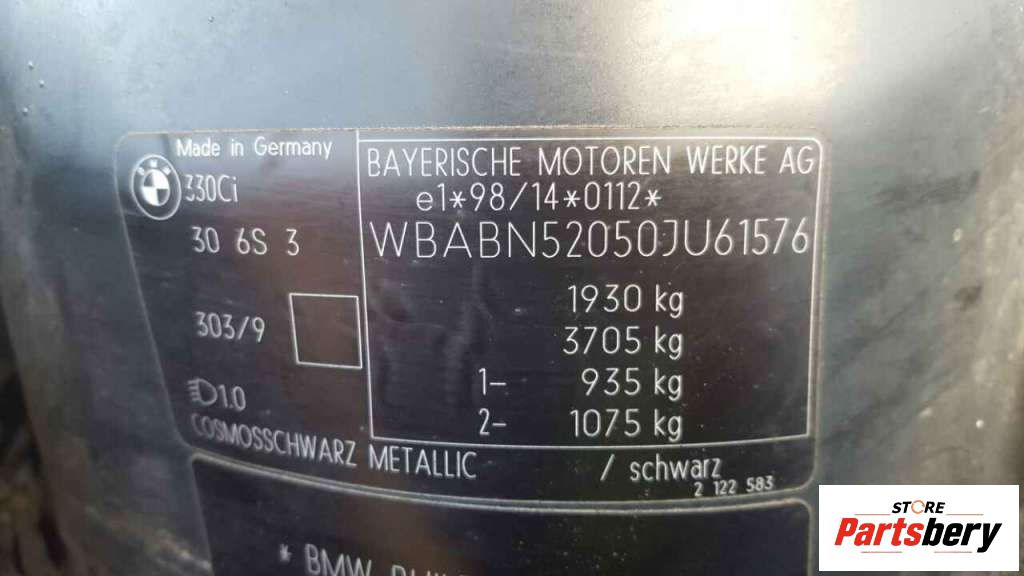 Made in Germany
330Ci
30 6S 3
303/9
1.0
COSMOSSCHWARZ METALLIC / schwarz
2 122 583
BAYERISCHE MOTOREN WERKE AG
e1*98/14*0112*
WBABN52050JU61576
1930 kg
3705 kg
1- 935 kg
2- 1075 kg
* BMW
STORE
Partsbery